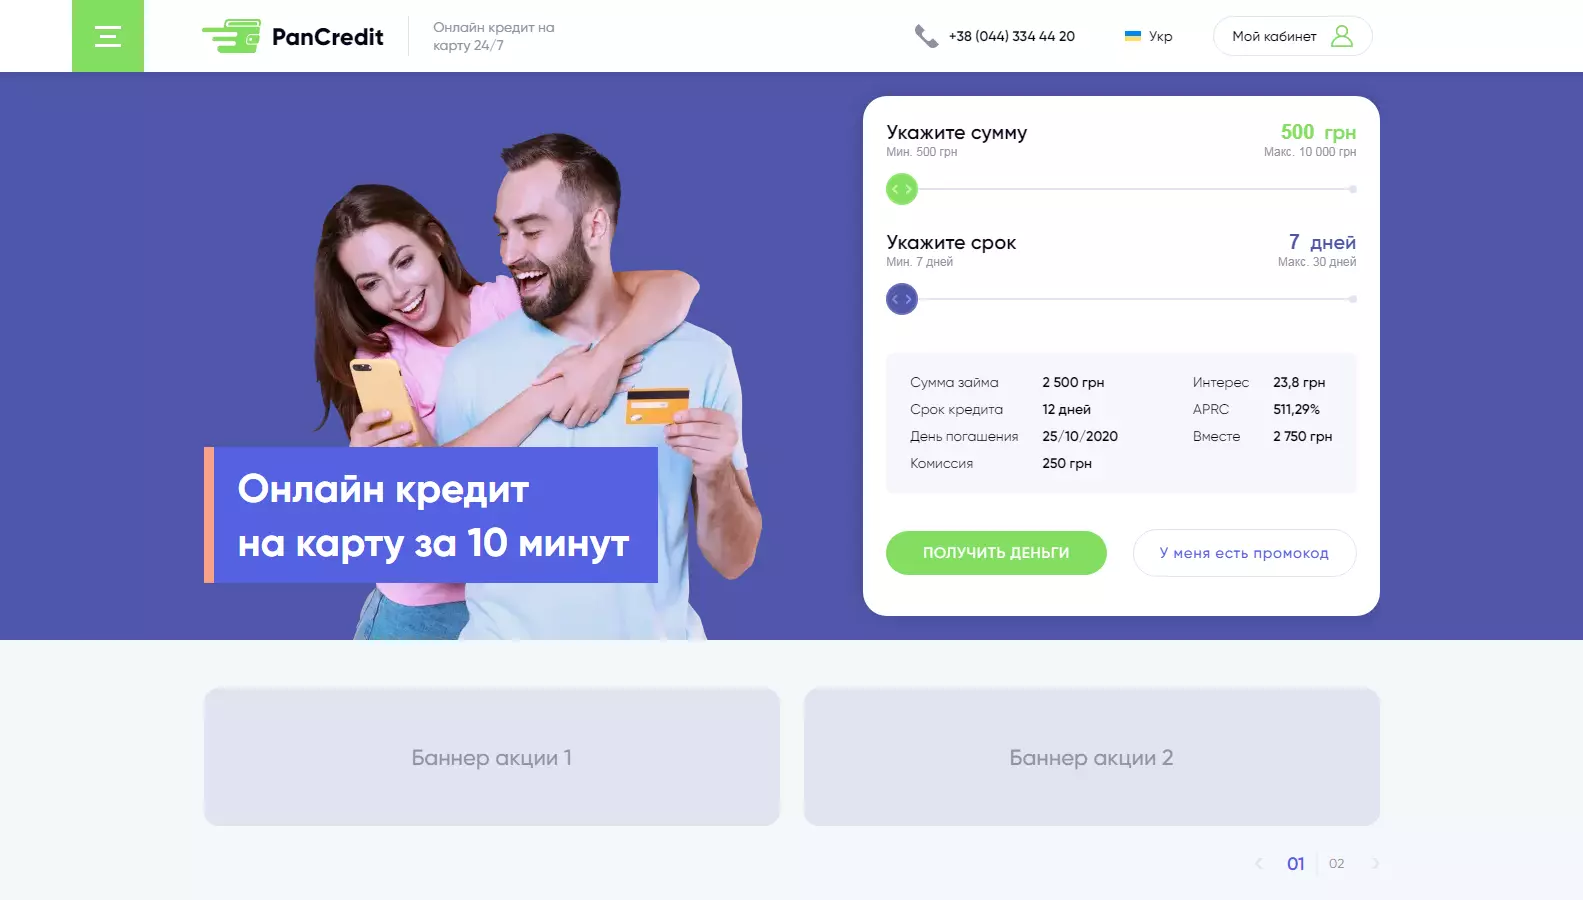 PanCredit
Онлайн кредит на
карту 24/7
+38 (044) 334 44 20
Укр
Мой кабинет
Укажите сумму
500 грн
Мин. 500 грн
Макс. 10 000 грн
Укажите срок
7 дней
Мин. 7 дней
Макс. 30 дней
Сумма займа 2 500 грн
Интерес 23,8 грн
Срок кредита 12 дней
APRC 511,29%
День погашения 25/10/2020
Вместе 2 750 грн
Комиссия 250 грн
ПОЛУЧИТЬ ДЕНЬГИ
У меня есть промокод
Онлайн кредит
на карту за 10 минут
Баннер акции 1
Баннер акции 2
01
02